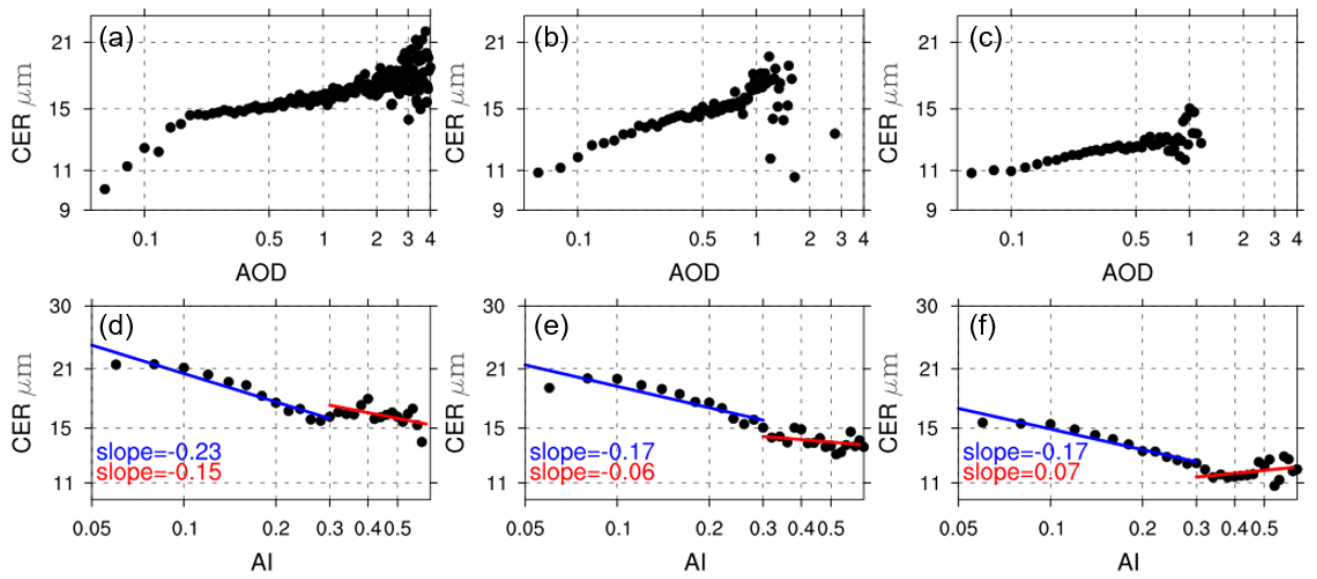 (a) (b) (c)
CER μm CER μm CER μm
21 21 21
15 15 15
11 11 11
9 9 9
0.1 0.5 1 2 3 4 0.1 0.5 1 2 3 4 0.1 0.5 1 2 3 4
AOD AOD AOD
30 30 30
(d) (e) (f)
CER μm CER μm CER μm
21 21 21
15 15 15
slope=-0.23 slope=-0.17 slope=-0.17
slope=-0.15 slope=-0.06 slope=0.07
11 11 11
0.05 0.1 0.2 0.3 0.4 0.5 0.05 0.1 0.2 0.3 0.4 0.5 0.05 0.1 0.2 0.3 0.4 0.5
AI AI AI